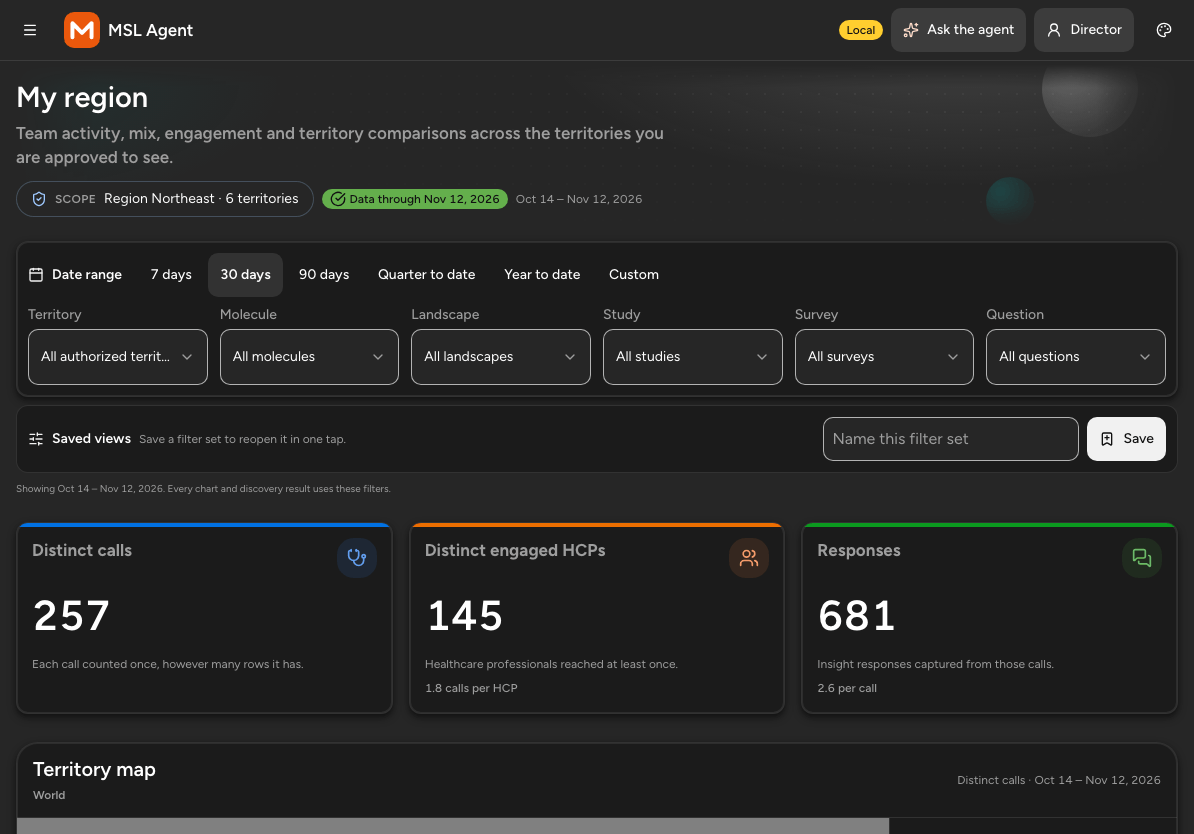 MSL Agent
Local
Ask the agent
Director
My region
Team activity, mix, engagement and territory comparisons across the territories you
are approved to see.
SCOPE Region Northeast · 6 territories
Data through Nov 12, 2026
Oct 14 – Nov 12, 2026
Date range
7 days
30 days
90 days
Quarter to date
Year to date
Custom
Territory
Molecule
Landscape
Study
Survey
Question
All authorized territ...
All molecules
All landscapes
All studies
All surveys
All questions
Saved views
Save a filter set to reopen it in one tap.
Name this filter set
Save
Showing Oct 14 – Nov 12, 2026. Every chart and discovery result uses these filters.
Distinct calls
257
Each call counted once, however many rows it has.
Distinct engaged HCPs
145
Healthcare professionals reached at least once.
1.8 calls per HCP
Responses
681
Insight responses captured from those calls.
2.6 per call
Territory map
World
Distinct calls · Oct 14 – Nov 12, 2026